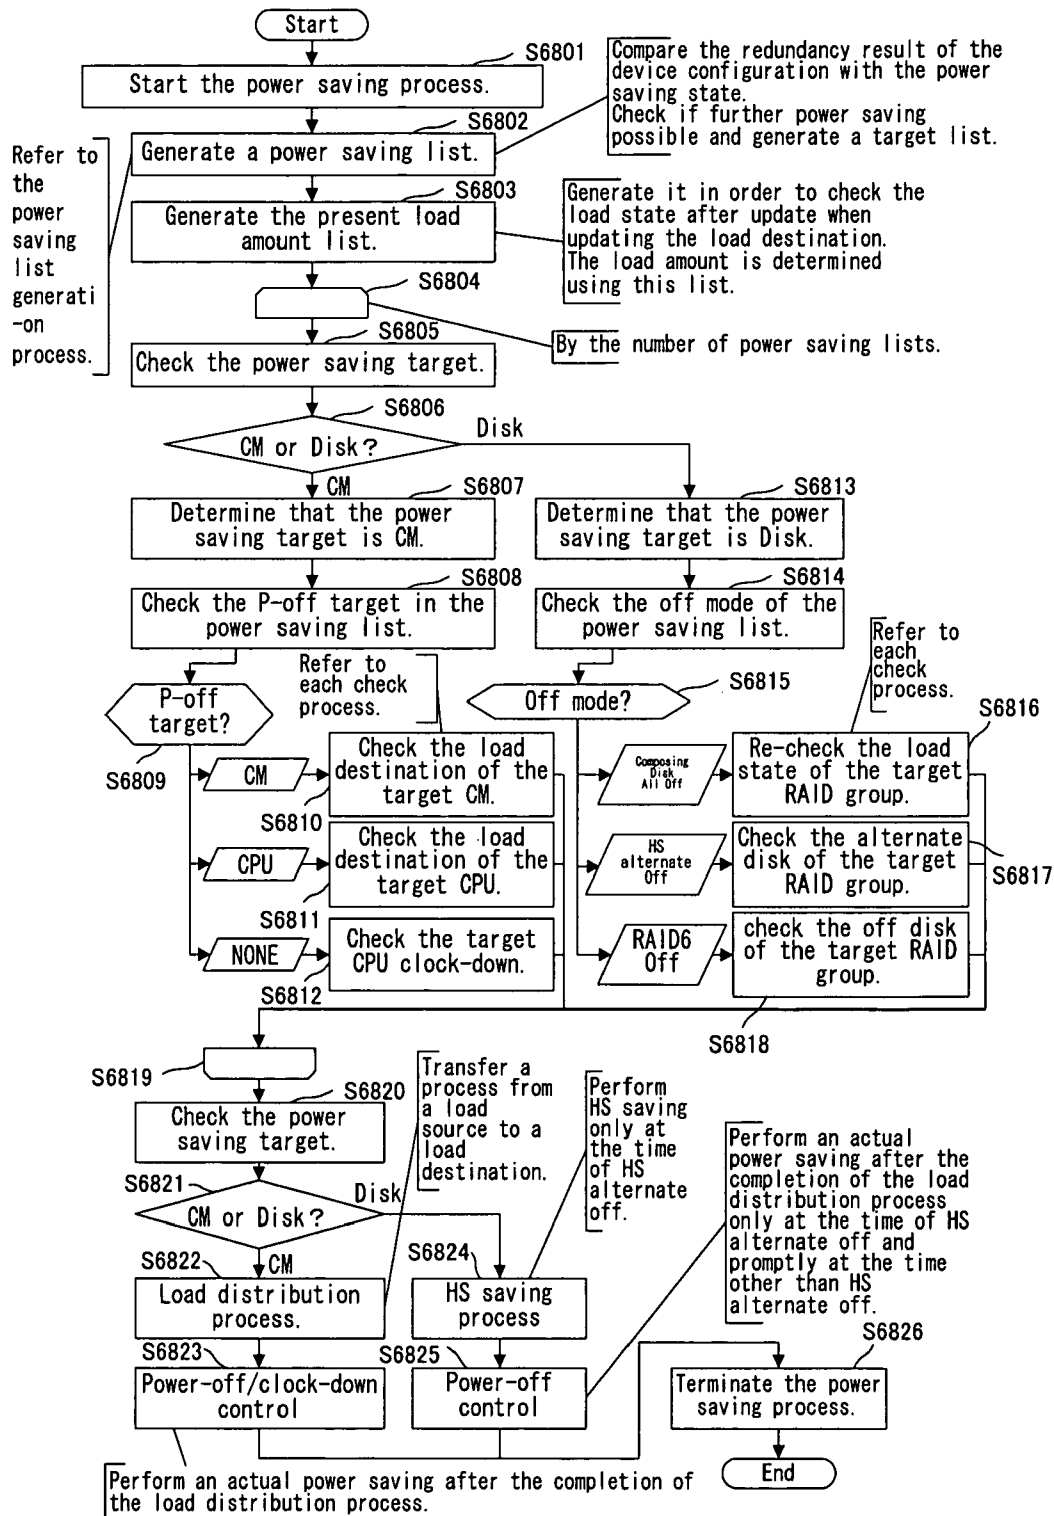 Start
S6801
Start the power saving process.
Compare the redundancy result of the
device configuration with the power
saving state.
Check if further power saving
possible and generate a target list.
S6802
Generate a power saving list.
Refer to
the
power
saving
list
generati
-on
process.
S6803
Generate the present load
amount list.
Generate it in order to check the
load state after update when
updating the load destination.
The load amount is determined
using this list.
S6804
By the number of power saving lists.
S6805
Check the power saving target.
S6806
CM or Disk?
Disk
CM
S6807
Determine that the power
saving target is CM.
S6813
Determine that the power
saving target is Disk.
S6808
Check the P-off target in the
power saving list.
S6814
Check the off mode of the
power saving list.
Refer to
each check
process.
Refer to
each
check
process.
P-off
target?
S6809
Off mode?
S6815
CM
Check the load
destination of the
target CM.
S6810
Composing
Disk
All Off
Re-check the load
state of the target
RAID group.
S6816
CPU
Check the load
destination of the
target CPU.
S6811
HS
alternate
Off
Check the alternate
disk of the target
RAID group.
S6817
NONE
Check the target
CPU clock-down.
S6812
RAID6
Off
check the off disk
of the target RAID
group.
S6818
S6819
S6820
Check the power
saving target.
Transfer a
process from
a load
source to a
load
destination.
Perform
HS saving
only at
the time
of HS
alternate
off.
Perform an actual
power saving after the
completion of the load
distribution process
only at the time of HS
alternate off and
promptly at the time
other than HS
alternate off.
S6821
CM or Disk?
Disk
CM
S6822
Load distribution
process.
S6824
HS saving
process
S6823
Power-off/clock-down
control
S6825
Power-off
control
S6826
Terminate the power
saving process.
End
Perform an actual power saving after the completion of
the load distribution process.